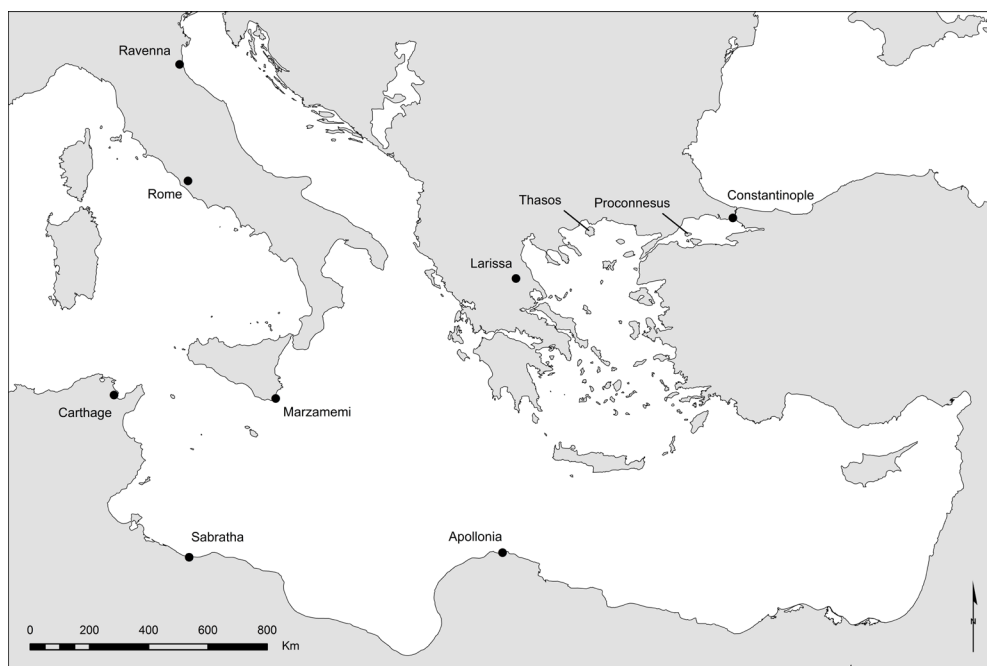 Ravenna
Rome
Thasos
Proconnesus
Constantinople
Larissa
Carthage
Marzamemi
Sabratha
Apollonia
0 200 400 600 800
Km
N